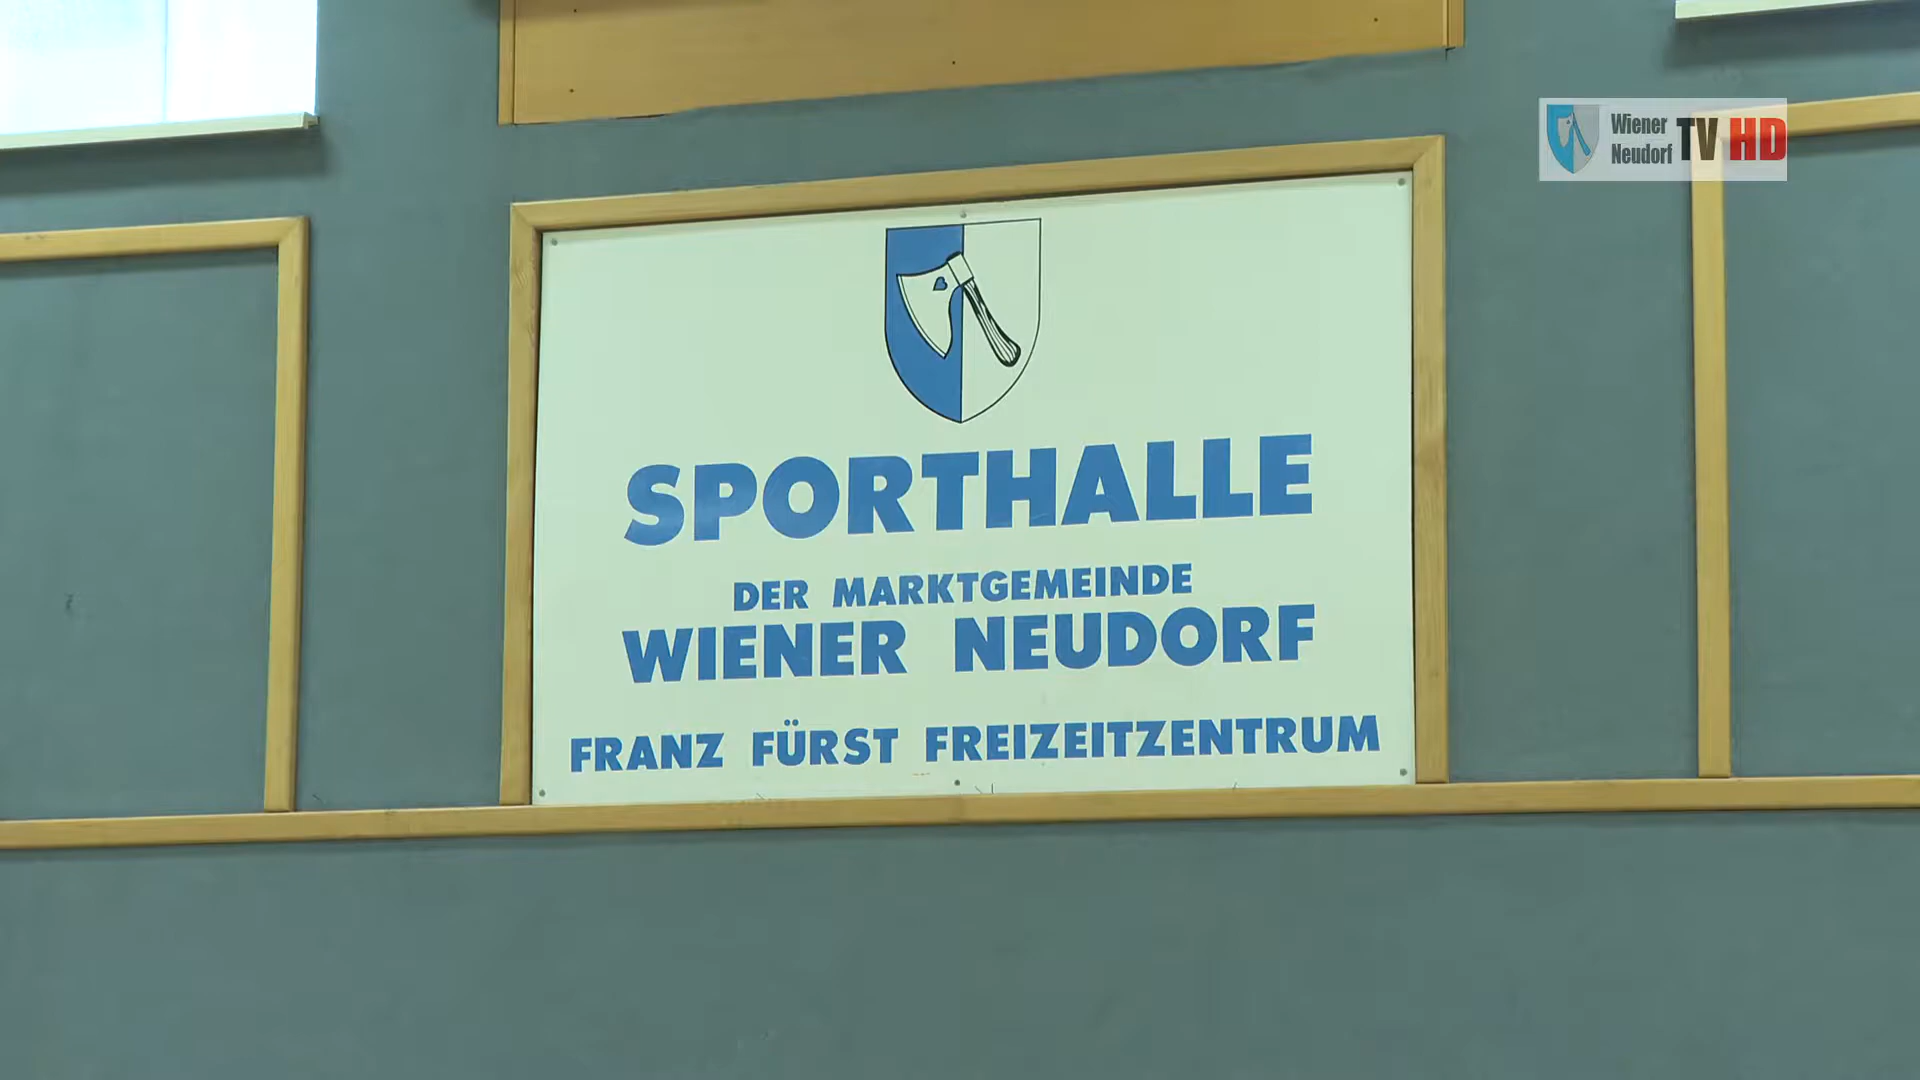 Wiener
Neudorf TV HD
SPORTHALLE
DER MARKTGEMEINDE
WIENER NEUDORF
FRANZ FÜRST FREIZEITZENTRUM